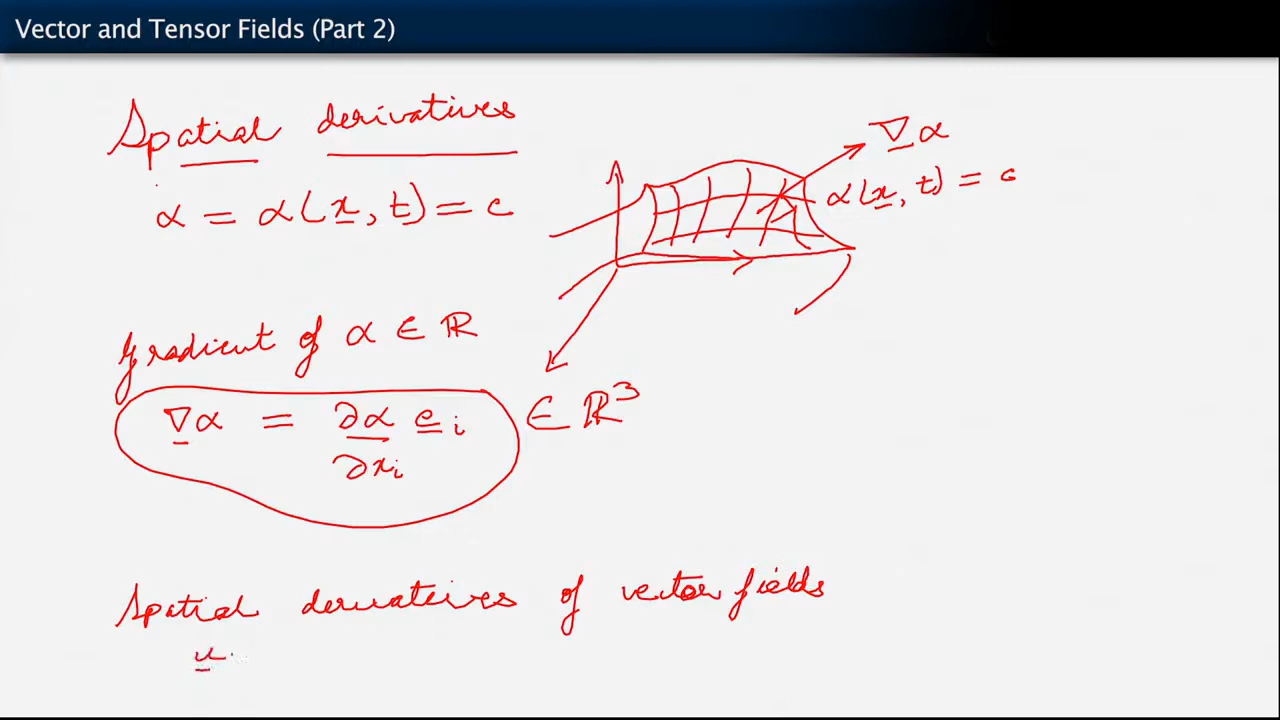 Vector and Tensor Fields (Part 2)
Spatial derivatives
α = α(x, t) = c
∇α
α(x, t) = c
Gradient of α ∈ ℝ
∇α = ∂α/∂xᵢ eᵢ ∈ ℝ³
Spatial derivatives of vector fields
u